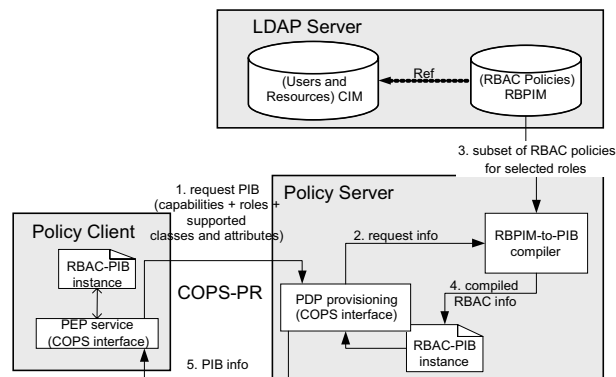 LDAP Server
(Users and
Resources) CIM
Ref
(RBAC Policies)
RBPIM
3. subset of RBAC policies
for selected roles
1. request PIB
(capabilities + roles +
supported
classes and attributes)
Policy Server
Policy Client
RBAC-PIB
instance
2. request info
RBPIM-to-PIB
compiler
COPS-PR
PDP provisioning
(COPS interface)
4. compiled
RBAC info
PEP service
(COPS interface)
RBAC-PIB
instance
5. PIB info